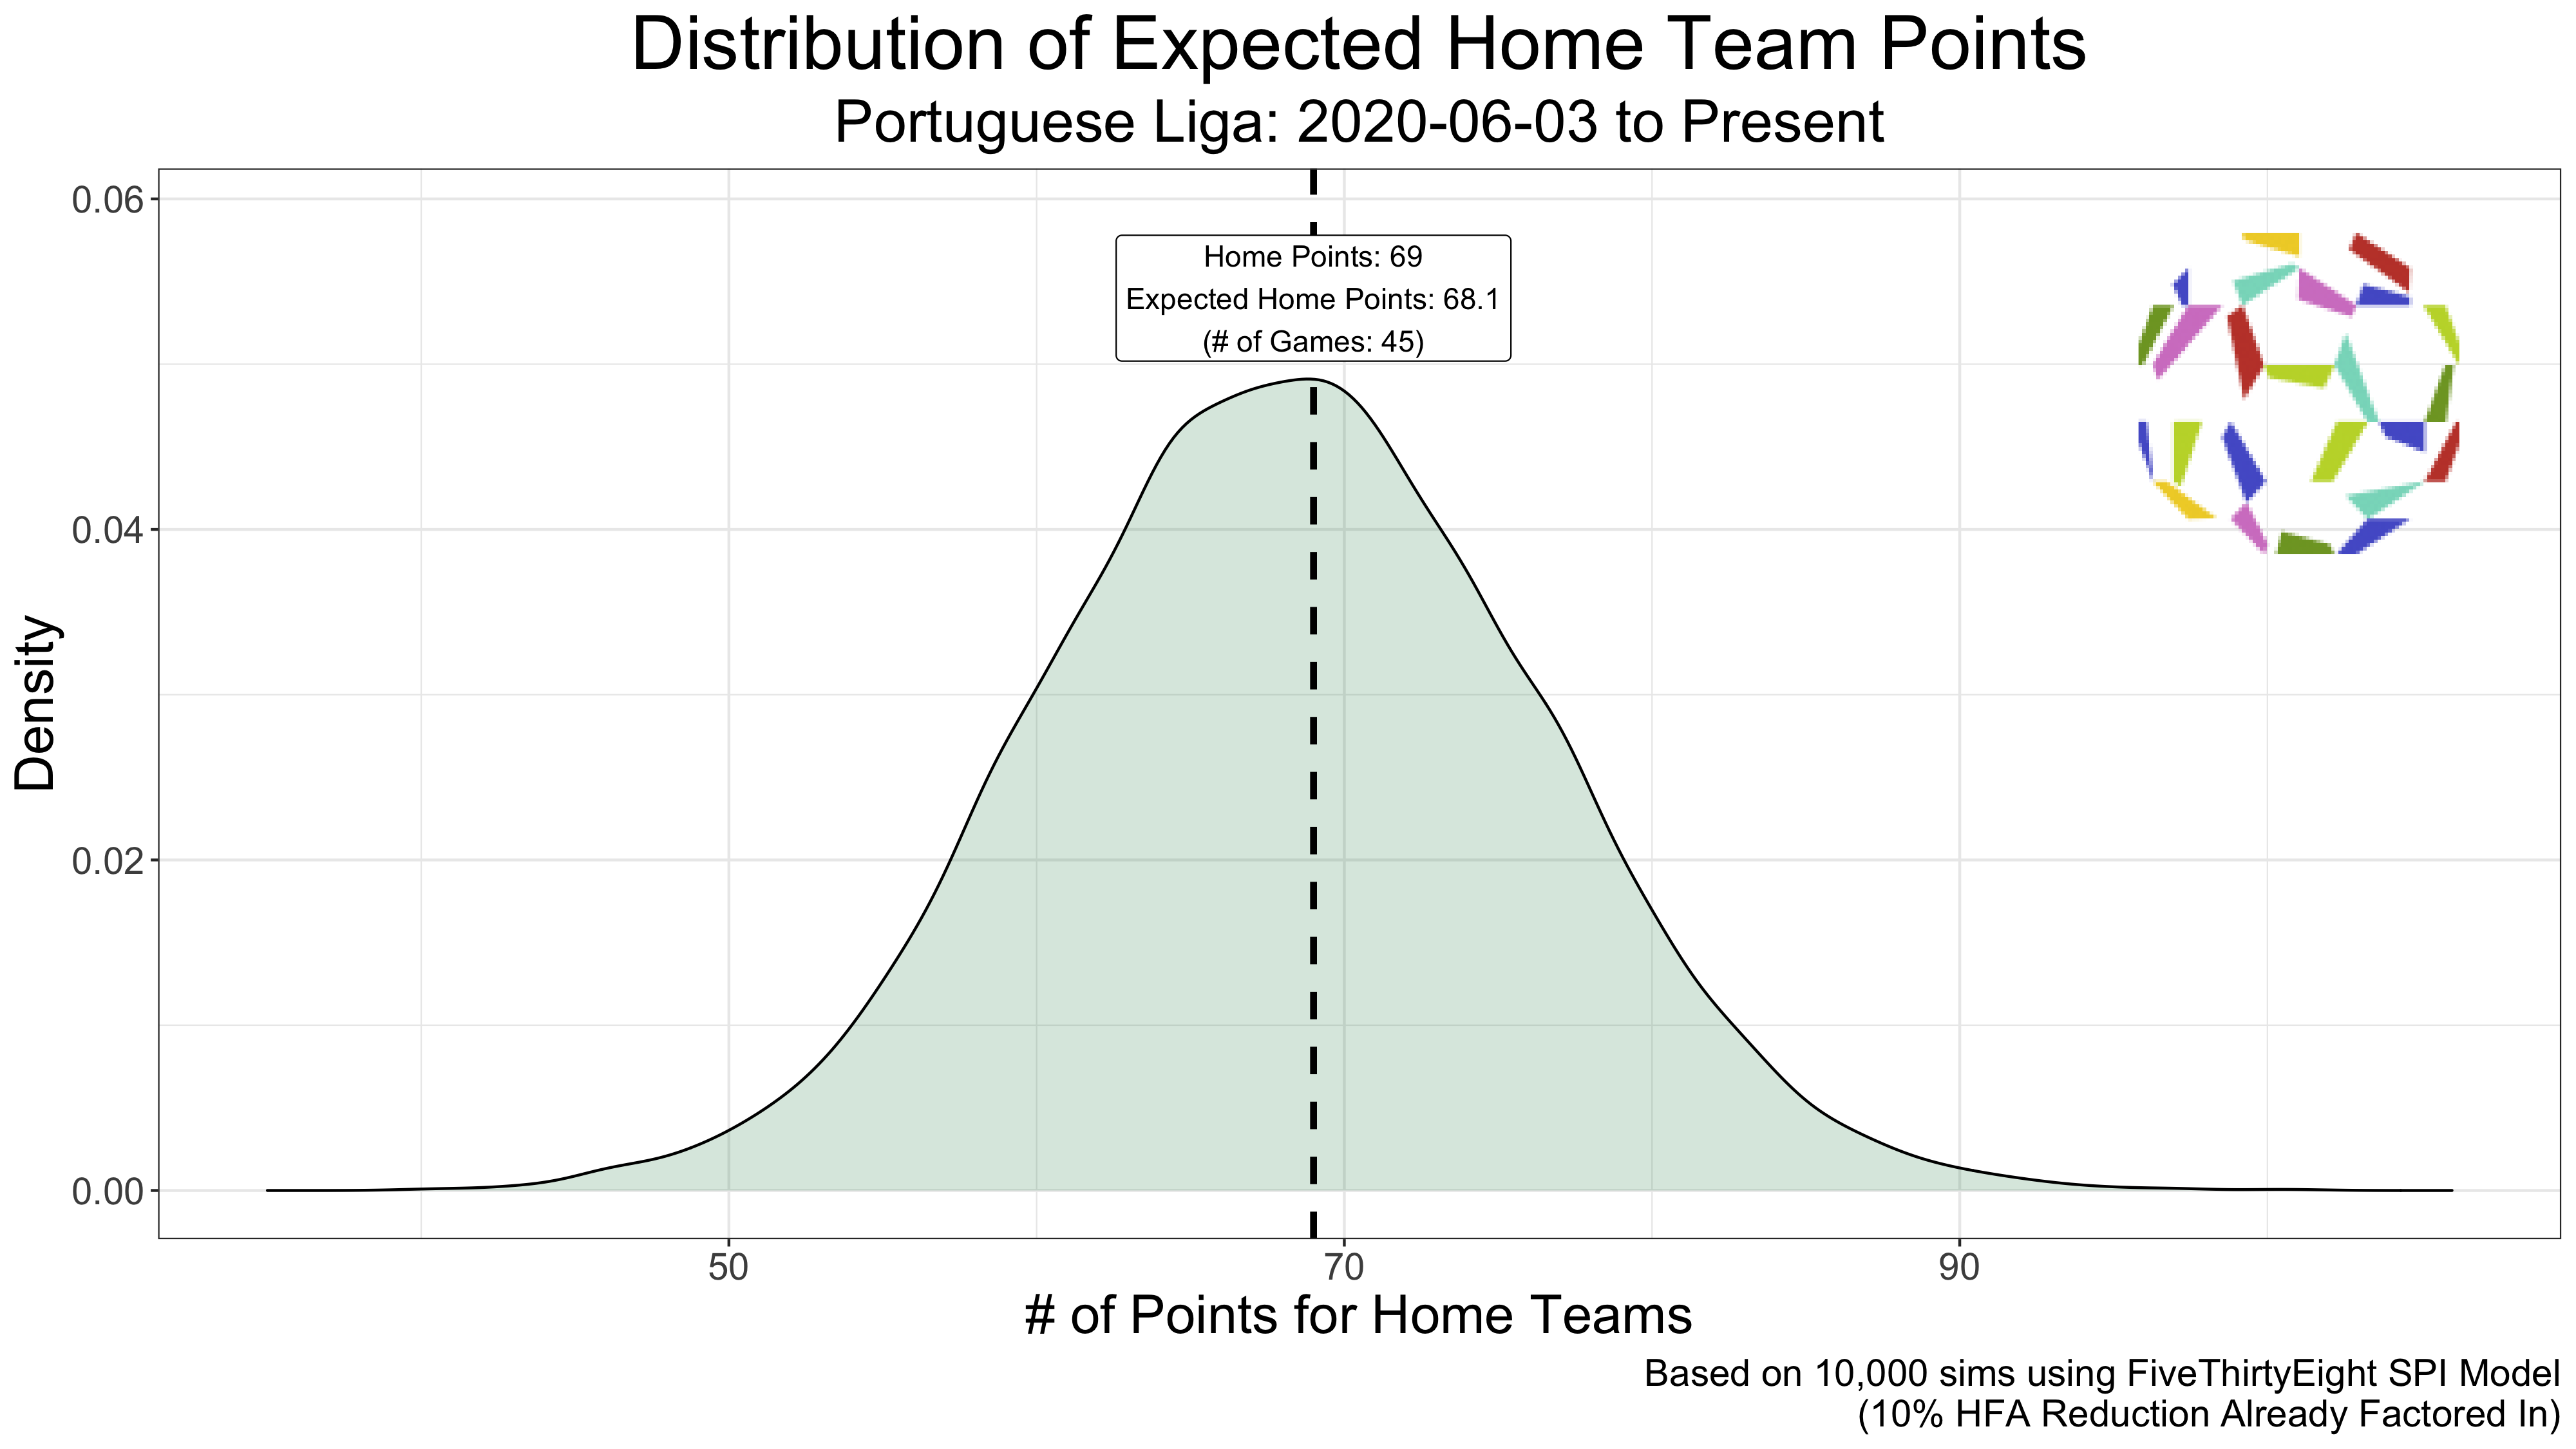 Distribution of Expected Home Team Points
Portuguese Liga: 2020-06-03 to Present
0.06
Home Points: 69
Expected Home Points: 68.1
(# of Games: 45)
0.04
Density
0.02
0.00
50
70
90
# of Points for Home Teams
Based on 10,000 sims using FiveThirtyEight SPI Model
(10% HFA Reduction Already Factored In)